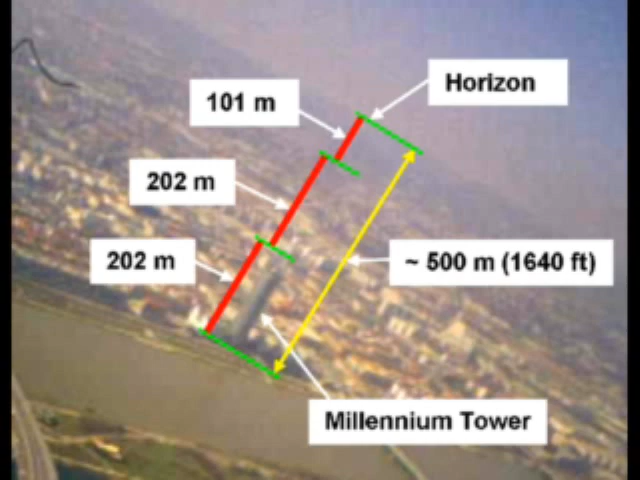 Horizon
101 m
202 m
202 m
~ 500 m (1640 ft)
Millennium Tower